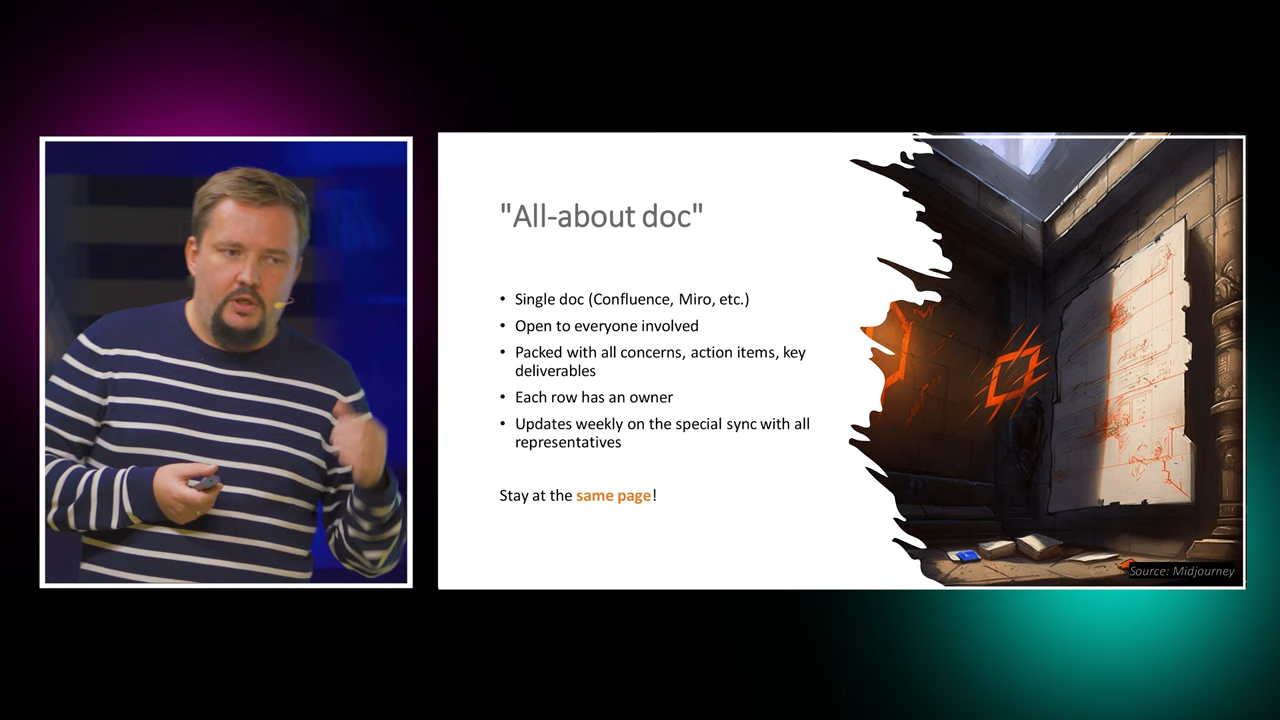 "All-about doc"
• Single doc (Confluence, Miro, etc.)
• Open to everyone involved
• Packed with all concerns, action items, key
deliverables
• Each row has an owner
• Updates weekly on the special sync with all
representatives
Stay at the same page!
Source: Midjourney